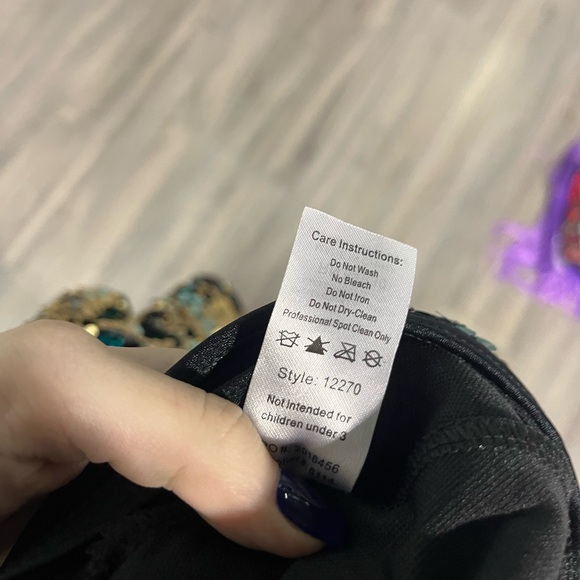 Care Instructions:
Do Not Wash
No Bleach
Do Not Iron
Do Not Dry-Clean
Professional Spot Clean Only
Style: 12270
Not intended for
children under 3